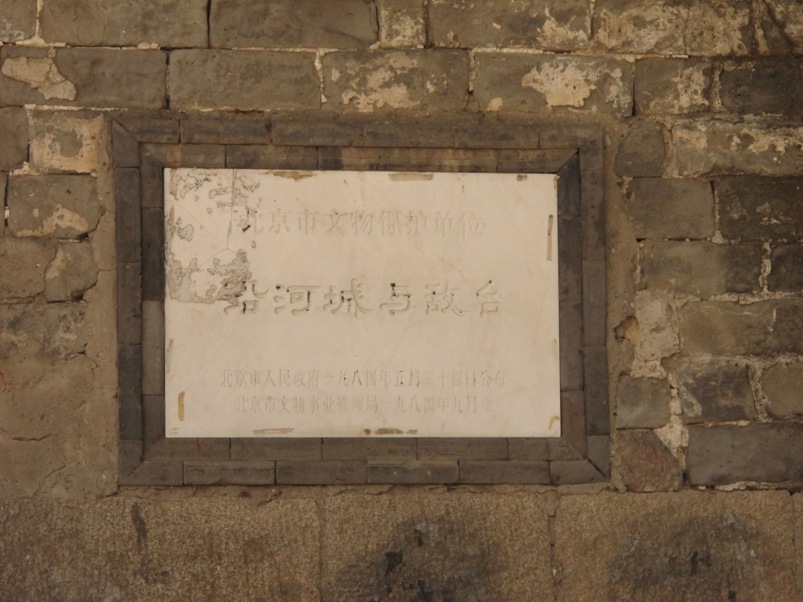 北京市文物保护单位
沿河城与敌台
北京市人民政府一九八四年五月二十四日公布
北京市文物事业管理局一九八四年九月立